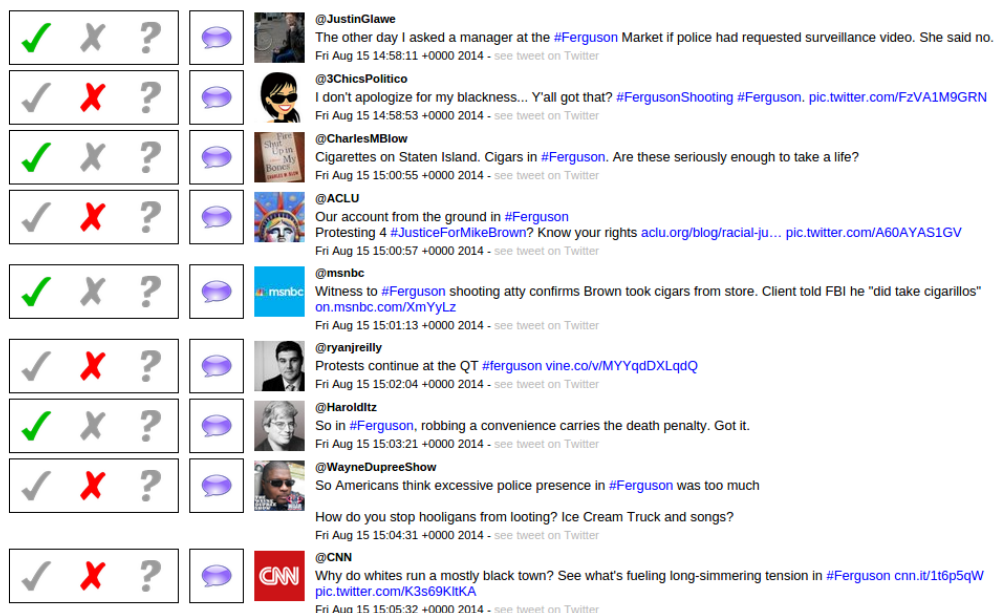 @JustinGlawe
The other day I asked a manager at the #Ferguson Market if police had requested surveillance video. She said no.
Fri Aug 15 14:58:11 +0000 2014 - see tweet on Twitter
@3ChicsPolitico
I don't apologize for my blackness... Y'all got that? #FergusonShooting #Ferguson. pic.twitter.com/FzVA1M9GRN
Fri Aug 15 14:58:53 +0000 2014 - see tweet on Twitter
Fire
Shut
Up in
My
Bones
CHARLES M. BLOW
@CharlesMBlow
Cigarettes on Staten Island. Cigars in #Ferguson. Are these seriously enough to take a life?
Fri Aug 15 15:00:55 +0000 2014 - see tweet on Twitter
@ACLU
Our account from the ground in #Ferguson
Protesting 4 #JusticeForMikeBrown? Know your rights aclu.org/blog/racial-ju… pic.twitter.com/A60AYAS1GV
Fri Aug 15 15:00:57 +0000 2014 - see tweet on Twitter
msnbc
@msnbc
Witness to #Ferguson shooting atty confirms Brown took cigars from store. Client told FBI he "did take cigarillos"
on.msnbc.com/XmYyLz
Fri Aug 15 15:01:13 +0000 2014 - see tweet on Twitter
@ryanjreilly
Protests continue at the QT #ferguson vine.co/v/MYYqdDXLqdQ
Fri Aug 15 15:02:04 +0000 2014 - see tweet on Twitter
@HaroldItz
So in #Ferguson, robbing a convenience carries the death penalty. Got it.
Fri Aug 15 15:03:21 +0000 2014 - see tweet on Twitter
@WayneDupreeShow
So Americans think excessive police presence in #Ferguson was too much
How do you stop hooligans from looting? Ice Cream Truck and songs?
Fri Aug 15 15:04:31 +0000 2014 - see tweet on Twitter
CNN
@CNN
Why do whites run a mostly black town? See what's fueling long-simmering tension in #Ferguson cnn.it/1t6p5qW
pic.twitter.com/K3s69KltKA
Fri Aug 15 15:05:32 +0000 2014 - see tweet on Twitter